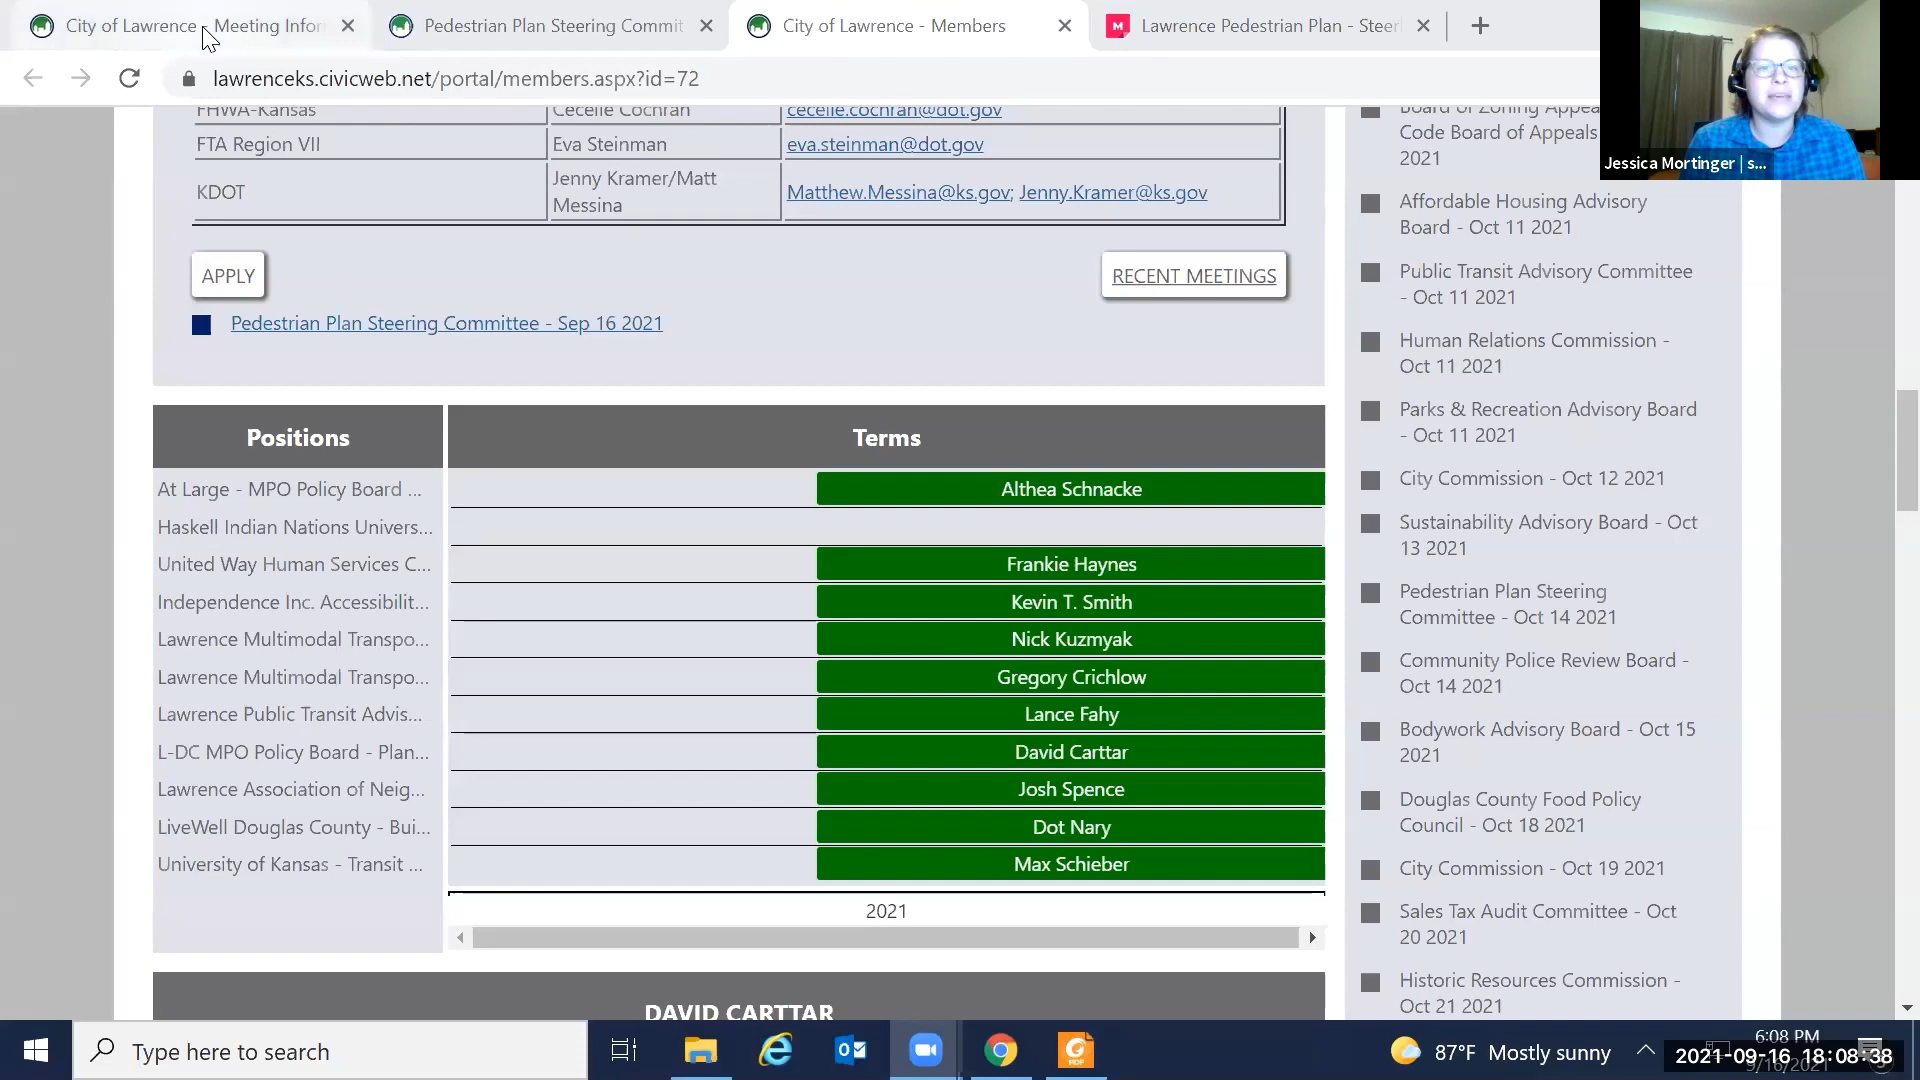 City of Lawrence - Meeting Infor
Pedestrian Plan Steering Commit
City of Lawrence - Members
Lawrence Pedestrian Plan - Steer
lawrenceks.civicweb.net/portal/members.aspx?id=72
Jessica Mortinger | s...
FHWA-Kansas Cecelie Cochran cecelie.cochran@dot.gov
FTA Region VII Eva Steinman eva.steinman@dot.gov
KDOT Jenny Kramer/Matt Messina Matthew.Messina@ks.gov; Jenny.Kramer@ks.gov
APPLY
RECENT MEETINGS
Pedestrian Plan Steering Committee - Sep 16 2021
Positions Terms
At Large - MPO Policy Board ... Althea Schnacke
Haskell Indian Nations Univers...
United Way Human Services C... Frankie Haynes
Independence Inc. Accessibilit... Kevin T. Smith
Lawrence Multimodal Transpo... Nick Kuzmyak
Lawrence Multimodal Transpo... Gregory Crichlow
Lawrence Public Transit Advis... Lance Fahy
L-DC MPO Policy Board - Plan... David Carttar
Lawrence Association of Neig... Josh Spence
LiveWell Douglas County - Bui... Dot Nary
University of Kansas - Transit ... Max Schieber
2021
DAVID CARTTAR
Board of Zoning Appea
Code Board of Appeals
2021
Affordable Housing Advisory
Board - Oct 11 2021
Public Transit Advisory Committee
- Oct 11 2021
Human Relations Commission -
Oct 11 2021
Parks & Recreation Advisory Board
- Oct 11 2021
City Commission - Oct 12 2021
Sustainability Advisory Board - Oct
13 2021
Pedestrian Plan Steering
Committee - Oct 14 2021
Community Police Review Board -
Oct 14 2021
Bodywork Advisory Board - Oct 15
2021
Douglas County Food Policy
Council - Oct 18 2021
City Commission - Oct 19 2021
Sales Tax Audit Committee - Oct
20 2021
Historic Resources Commission -
Oct 21 2021
Type here to search
87°F Mostly sunny
6:08 PM
9/16/2021
2021-09-16 18:08:38